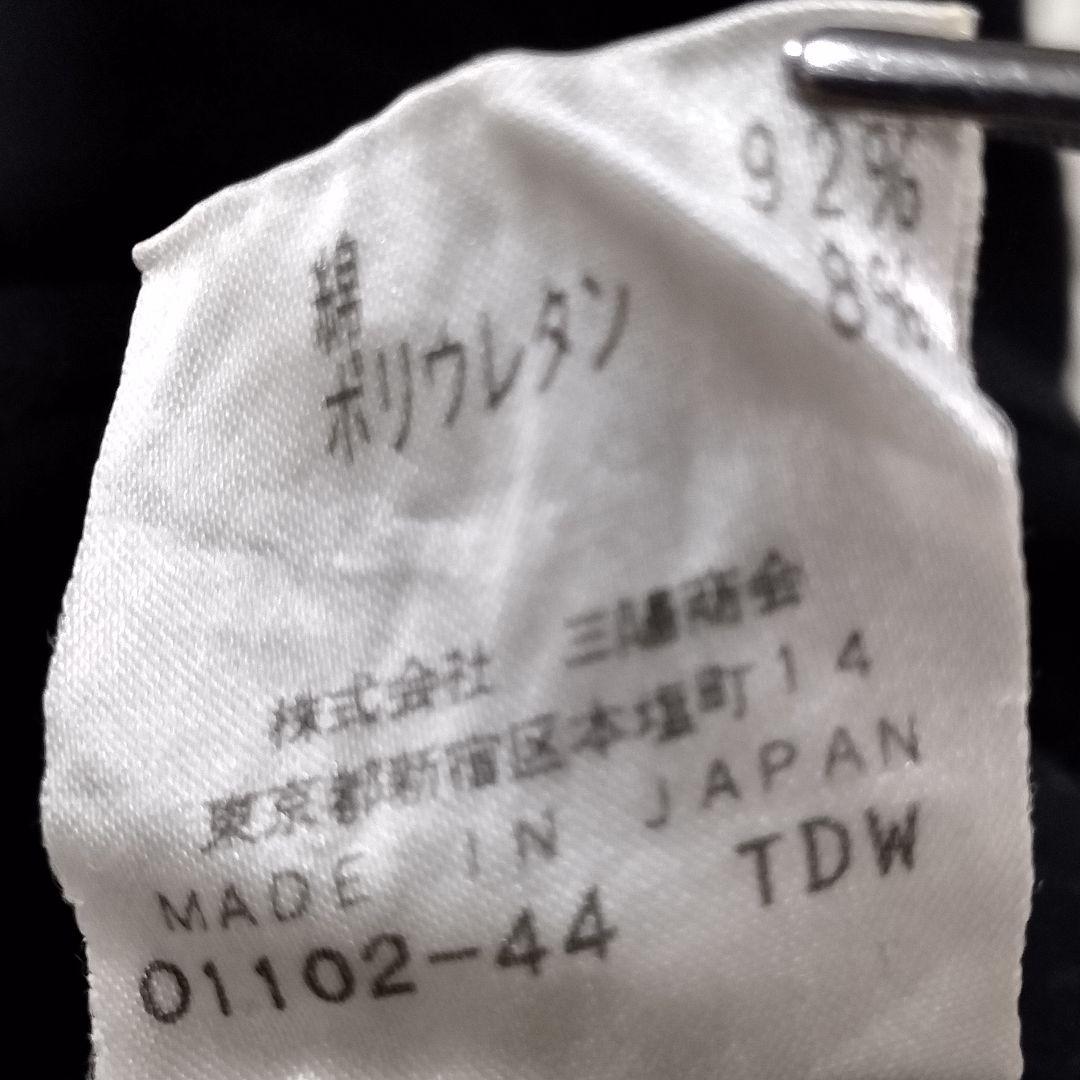 綿 92%
ポリウレタン 8%
株式会社 三陽商会
東京都新宿区本塩町14
MADE IN JAPAN
01102-44 TDW